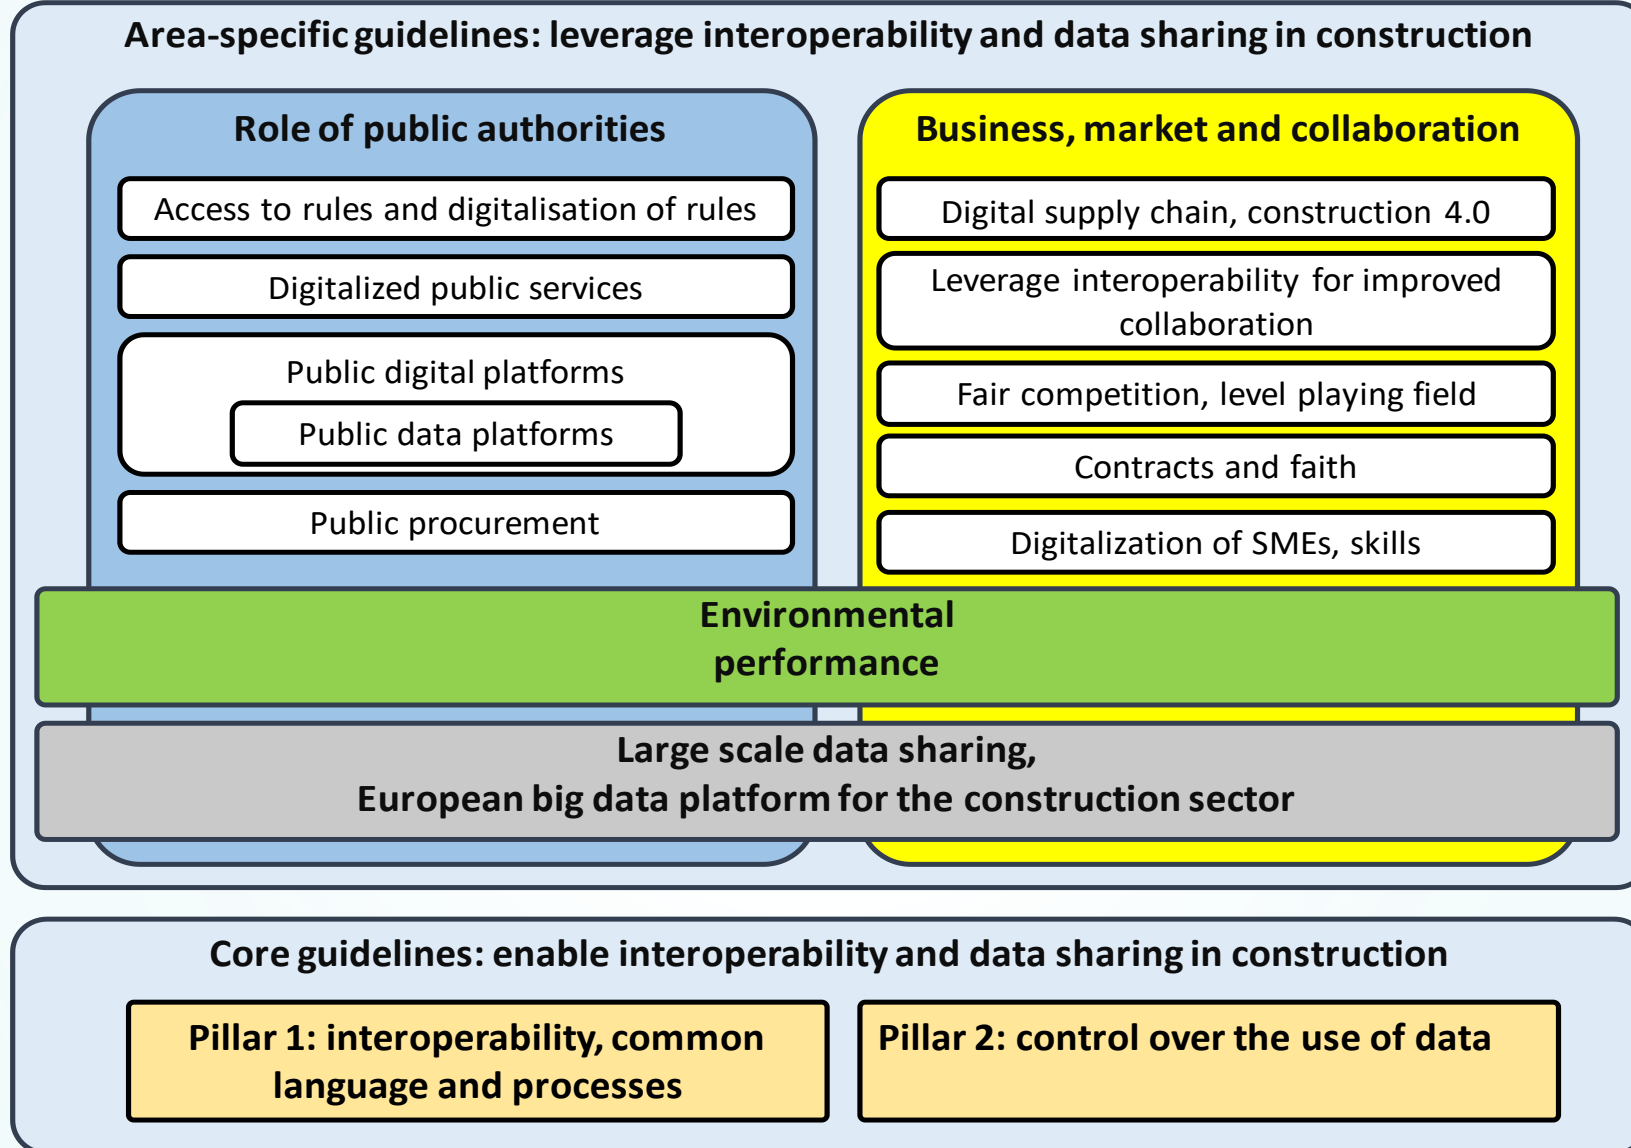 Area-specific guidelines: leverage interoperability and data sharing in construction
Role of public authorities
Access to rules and digitalisation of rules
Digitalized public services
Public digital platforms
Public data platforms
Public procurement
Business, market and collaboration
Digital supply chain, construction 4.0
Leverage interoperability for improved
collaboration
Fair competition, level playing field
Contracts and faith
Digitalization of SMEs, skills
Environmental
performance
Large scale data sharing,
European big data platform for the construction sector
Core guidelines: enable interoperability and data sharing in construction
Pillar 1: interoperability, common
language and processes
Pillar 2: control over the use of data